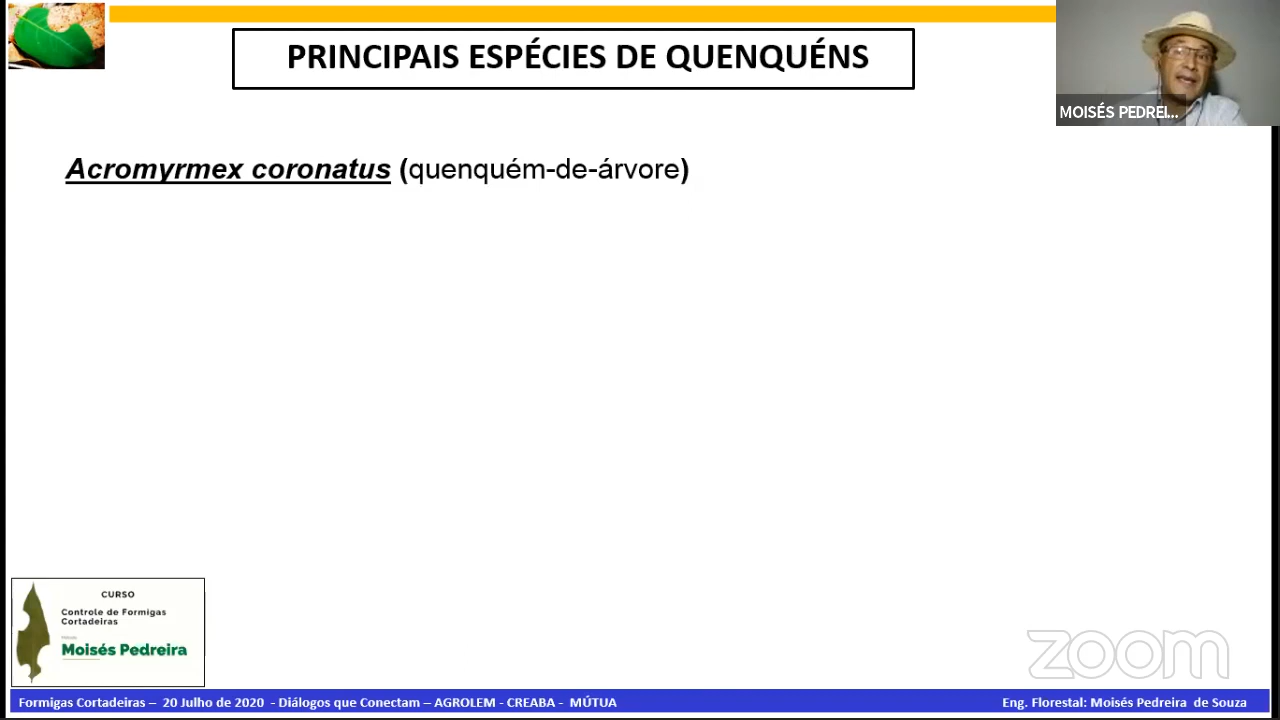 PRINCIPAIS ESPÉCIES DE QUENQUÉNS
MOISÉS PEDREI...
Acromyrmex coronatus (quenquém-de-árvore)
CURSO
Controle de Formigas
Cortadeiras
Moisés Pedreira
zoom
Formigas Cortadeiras – 20 Julho de 2020 - Diálogos que Conectam – AGROLEM - CREABA - MÚTUA
Eng. Florestal: Moisés Pedreira de Souza